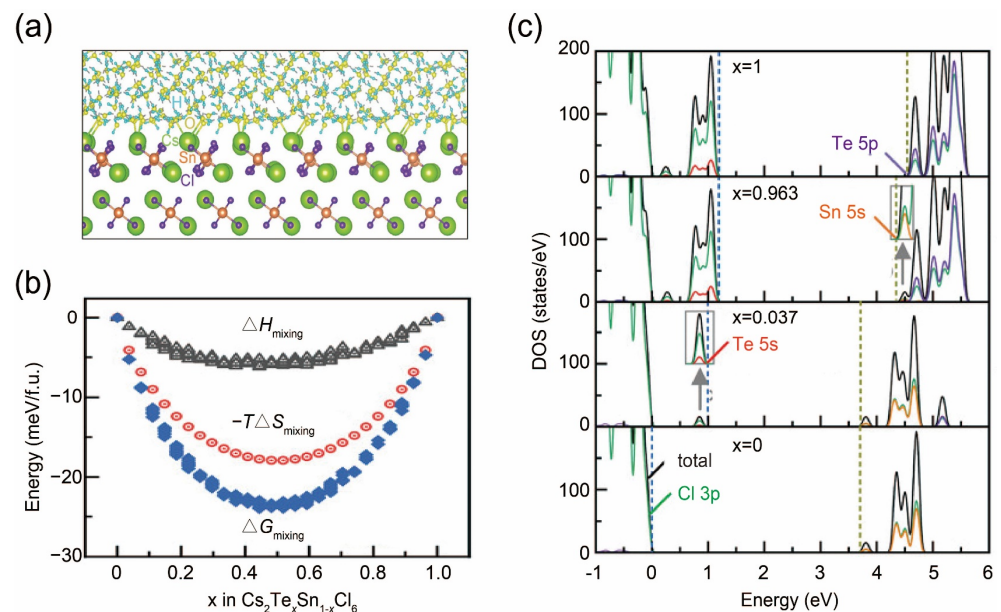 (a)
H
O
Cs
Sn
Cl
(b)
0
−10
−20
−30
Energy (meV/f.u.)
△Hmixing
−T△Smixing
△Gmixing
0 0.2 0.4 0.6 0.8 1.0
x in Cs₂TeₓSn₁₋ₓCl₆
(c)
200
100
0
x=1
Te 5p
100
0
x=0.963
Sn 5s
100
0
x=0.037
Te 5s
100
0
x=0
total
Cl 3p
DOS (states/eV)
-1 0 1 2 3 4 5 6
Energy (eV)